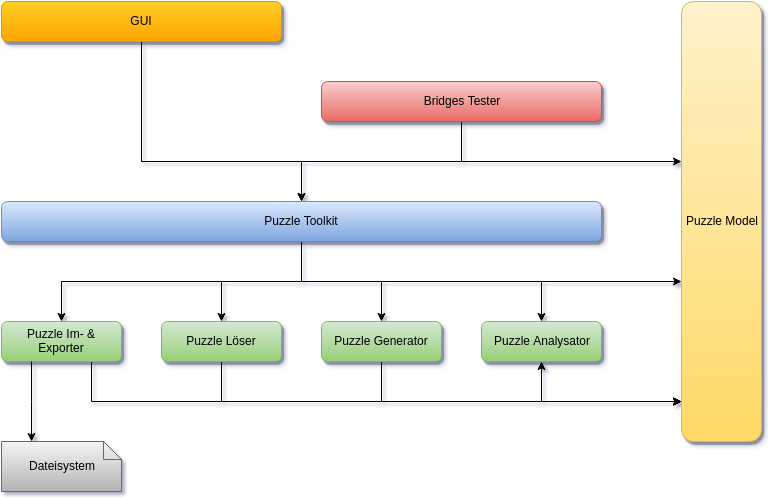 GUI
Bridges Tester
Puzzle Toolkit
Puzzle Model
Puzzle Im- &
Exporter
Puzzle Löser
Puzzle Generator
Puzzle Analysator
Dateisystem